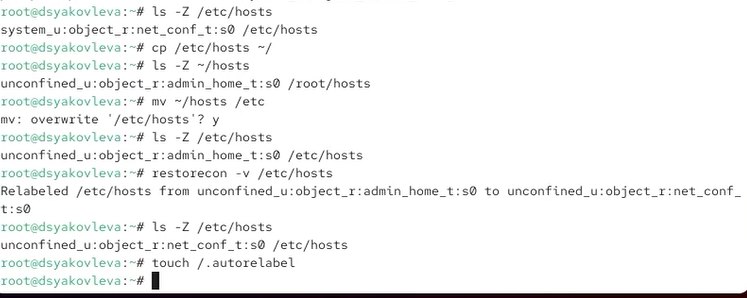 root@dsyakovleva:~# ls -Z /etc/hosts
system_u:object_r:net_conf_t:s0 /etc/hosts
root@dsyakovleva:~# cp /etc/hosts ~/
root@dsyakovleva:~# ls -Z ~/hosts
unconfined_u:object_r:admin_home_t:s0 /root/hosts
root@dsyakovleva:~# mv ~/hosts /etc
mv: overwrite '/etc/hosts'? y
root@dsyakovleva:~# ls -Z /etc/hosts
unconfined_u:object_r:admin_home_t:s0 /etc/hosts
root@dsyakovleva:~# restorecon -v /etc/hosts
Relabeled /etc/hosts from unconfined_u:object_r:admin_home_t:s0 to unconfined_u:object_r:net_conf_
t:s0
root@dsyakovleva:~# ls -Z /etc/hosts
unconfined_u:object_r:net_conf_t:s0 /etc/hosts
root@dsyakovleva:~# touch /.autorelabel
root@dsyakovleva:~#